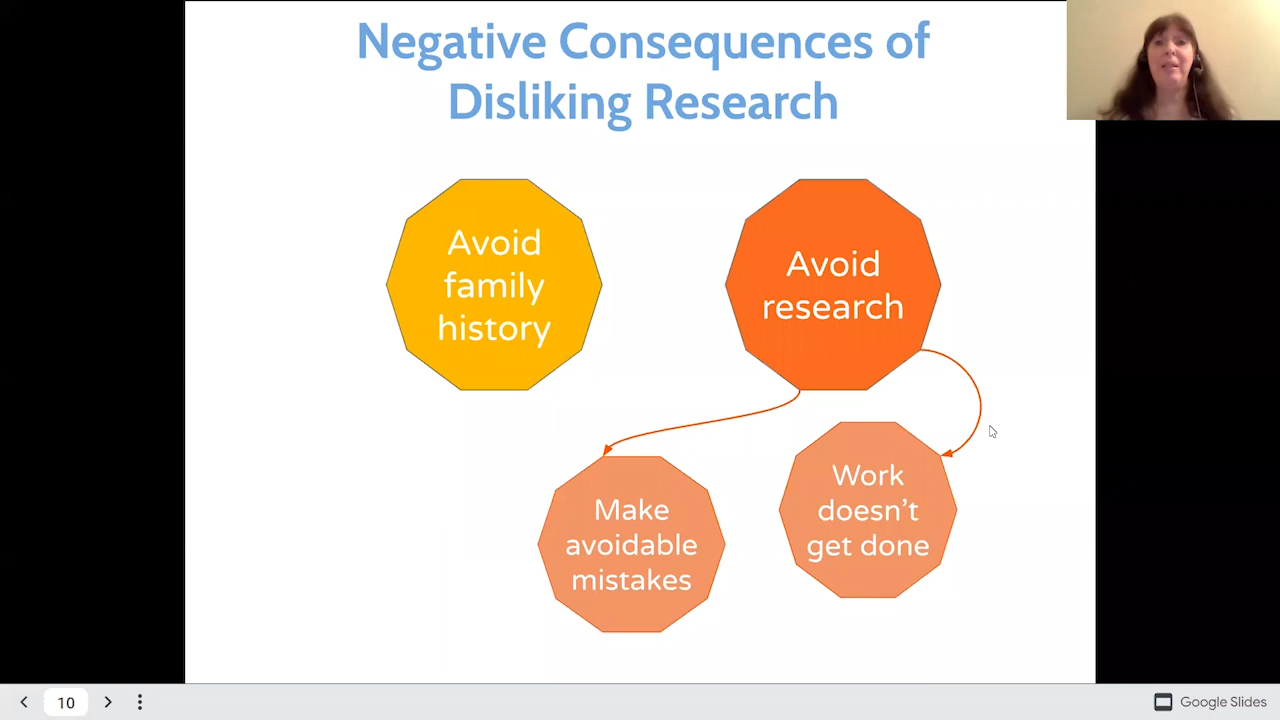 Negative Consequences of
Disliking Research
Avoid
family
history
Avoid
research
Make
avoidable
mistakes
Work
doesn't
get done
10
Google Slides